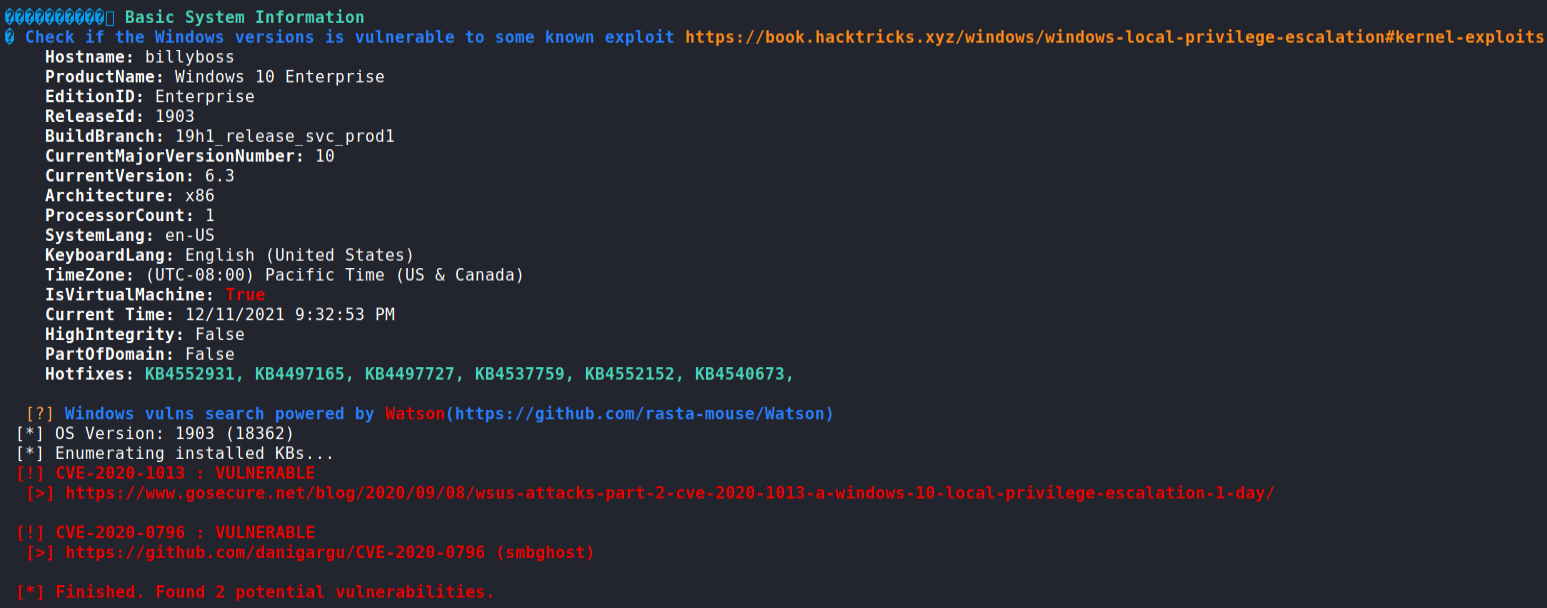 ������������ Basic System Information
� Check if the Windows versions is vulnerable to some known exploit https://book.hacktricks.xyz/windows/windows-local-privilege-escalation#kernel-exploits
Hostname: billyboss
ProductName: Windows 10 Enterprise
EditionID: Enterprise
ReleaseId: 1903
BuildBranch: 19h1_release_svc_prod1
CurrentMajorVersionNumber: 10
CurrentVersion: 6.3
Architecture: x86
ProcessorCount: 1
SystemLang: en-US
KeyboardLang: English (United States)
TimeZone: (UTC-08:00) Pacific Time (US & Canada)
IsVirtualMachine: True
Current Time: 12/11/2021 9:32:53 PM
HighIntegrity: False
PartOfDomain: False
Hotfixes: KB4552931, KB4497165, KB4497727, KB4537759, KB4552152, KB4540673,
[?] Windows vulns search powered by Watson(https://github.com/rasta-mouse/Watson)
[*] OS Version: 1903 (18362)
[*] Enumerating installed KBs...
[!] CVE-2020-1013 : VULNERABLE
[>] https://www.gosecure.net/blog/2020/09/08/wsus-attacks-part-2-cve-2020-1013-a-windows-10-local-privilege-escalation-1-day/
[!] CVE-2020-0796 : VULNERABLE
[>] https://github.com/danigargu/CVE-2020-0796 (smbghost)
[*] Finished. Found 2 potential vulnerabilities.